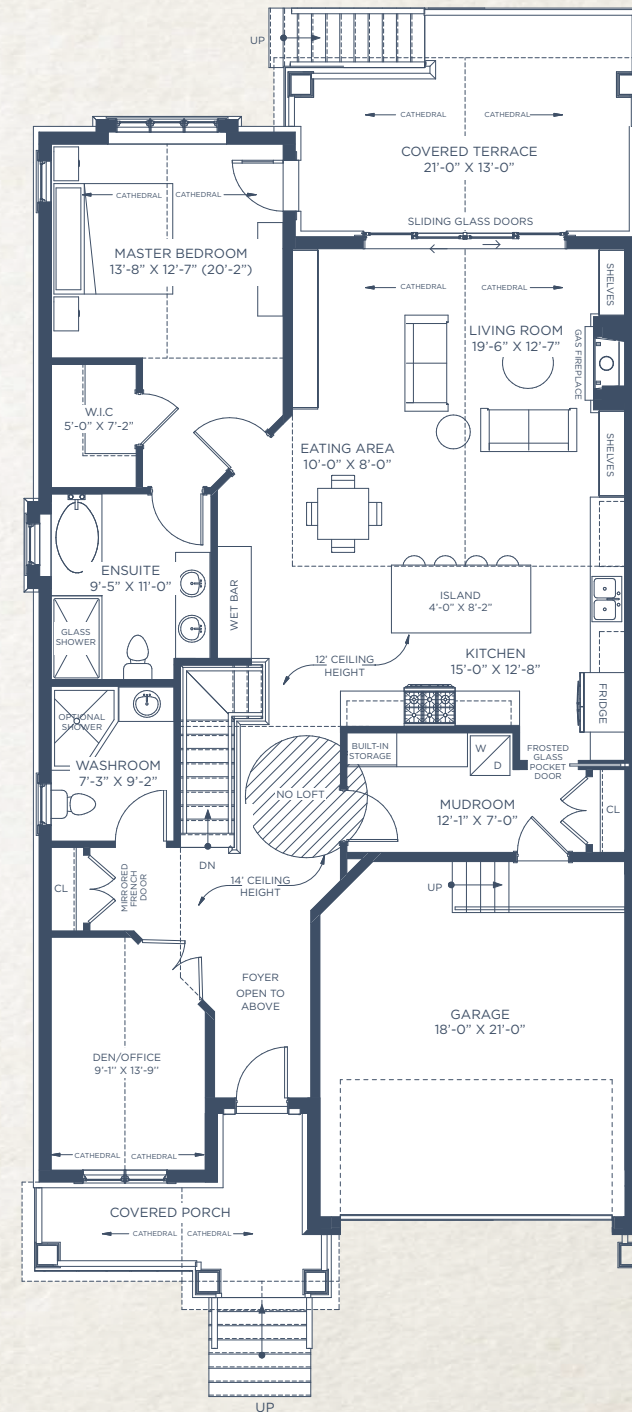 UP
CATHEDRAL
CATHEDRAL
COVERED TERRACE
21'-0" X 13'-0"
SLIDING GLASS DOORS
CATHEDRAL
CATHEDRAL
MASTER BEDROOM
13'-8" X 12'-7" (20'-2")
CATHEDRAL
CATHEDRAL
SHELVES
LIVING ROOM
19'-6" X 12'-7"
GAS FIREPLACE
SHELVES
W.I.C
5'-0" X 7'-2"
EATING AREA
10'-0" X 8'-0"
ENSUITE
9'-5" X 11'-0"
GLASS
SHOWER
WET BAR
ISLAND
4'-0" X 8'-2"
12' CEILING
HEIGHT
KITCHEN
15'-0" X 12'-8"
FRIDGE
OPTIONAL
SHOWER
WASHROOM
7'-3" X 9'-2"
BUILT-IN
STORAGE
W
D
FROSTED
GLASS
POCKET
DOOR
NO LOFT
MUDROOM
12'-1" X 7'-0"
CL
DN
CL
MIRRORED
FRENCH
DOOR
14' CEILING
HEIGHT
UP
FOYER
OPEN TO
ABOVE
GARAGE
18'-0" X 21'-0"
DEN/OFFICE
9'-1" X 13'-9"
CATHEDRAL
CATHEDRAL
COVERED PORCH
CATHEDRAL
CATHEDRAL
UP